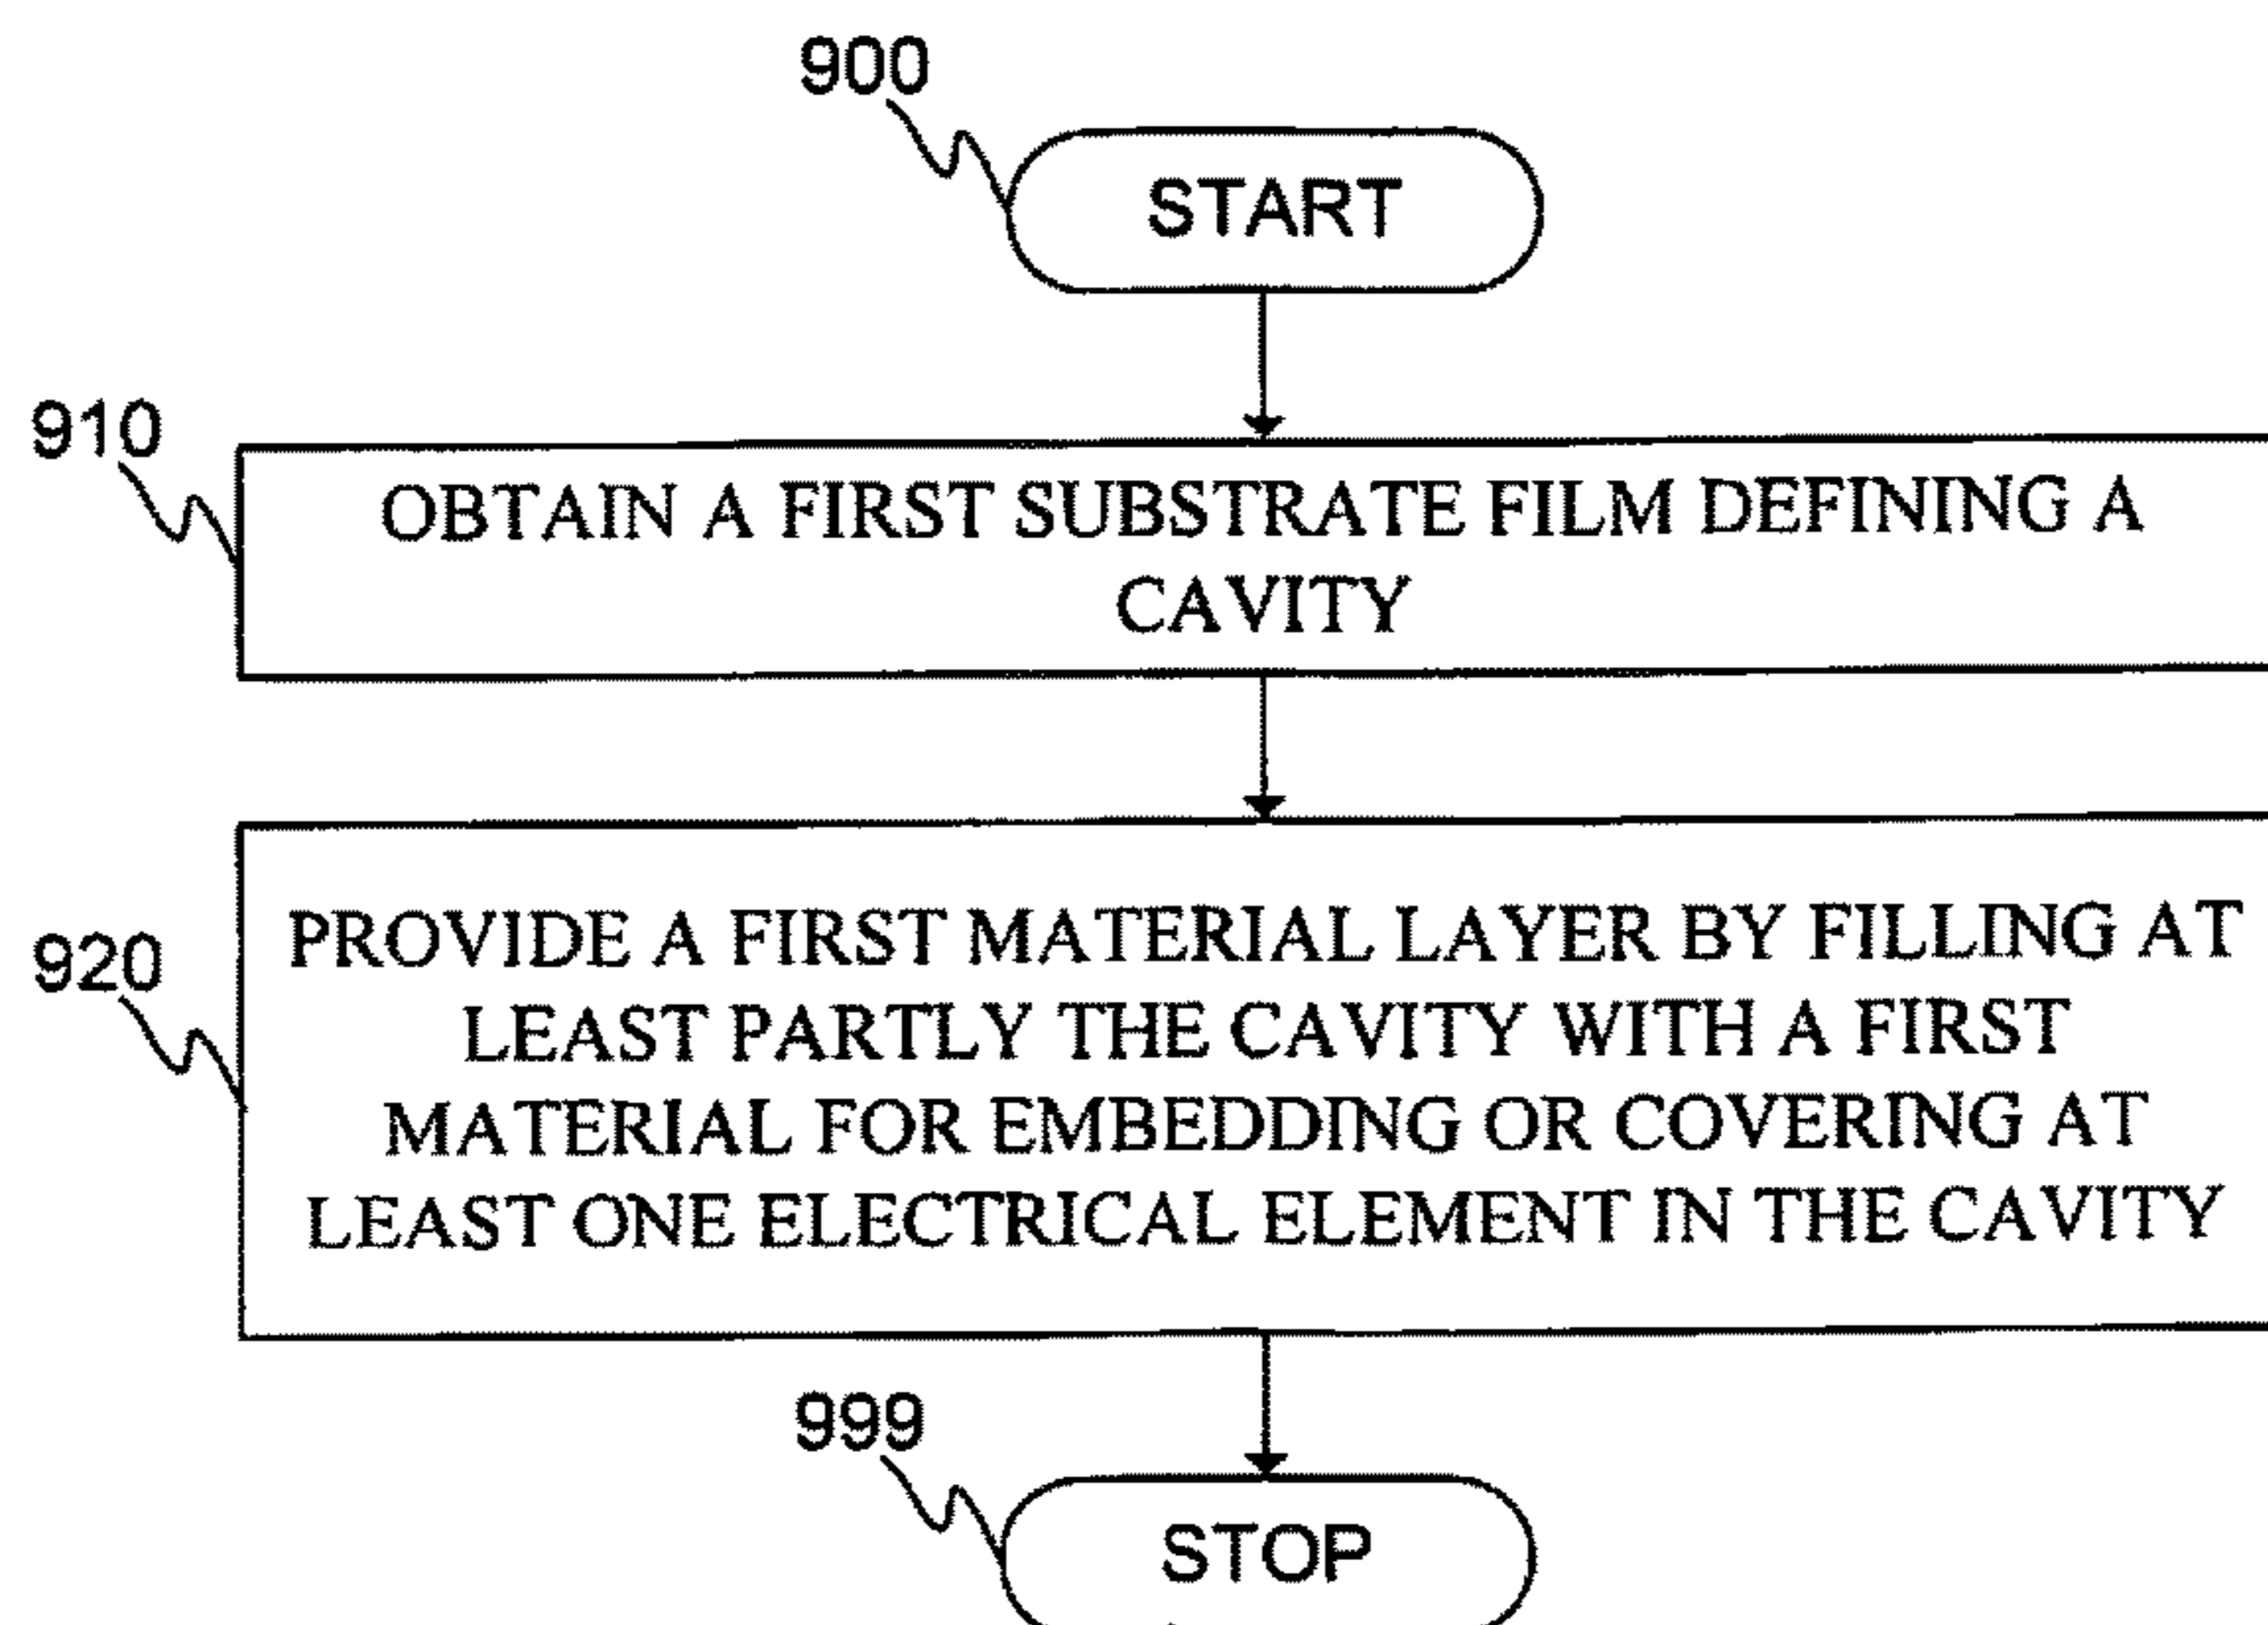 900
START
910
OBTAIN A FIRST SUBSTRATE FILM DEFINING A
CAVITY
920
PROVIDE A FIRST MATERIAL LAYER BY FILLING AT
LEAST PARTLY THE CAVITY WITH A FIRST
MATERIAL FOR EMBEDDING OR COVERING AT
LEAST ONE ELECTRICAL ELEMENT IN THE CAVITY
999
STOP